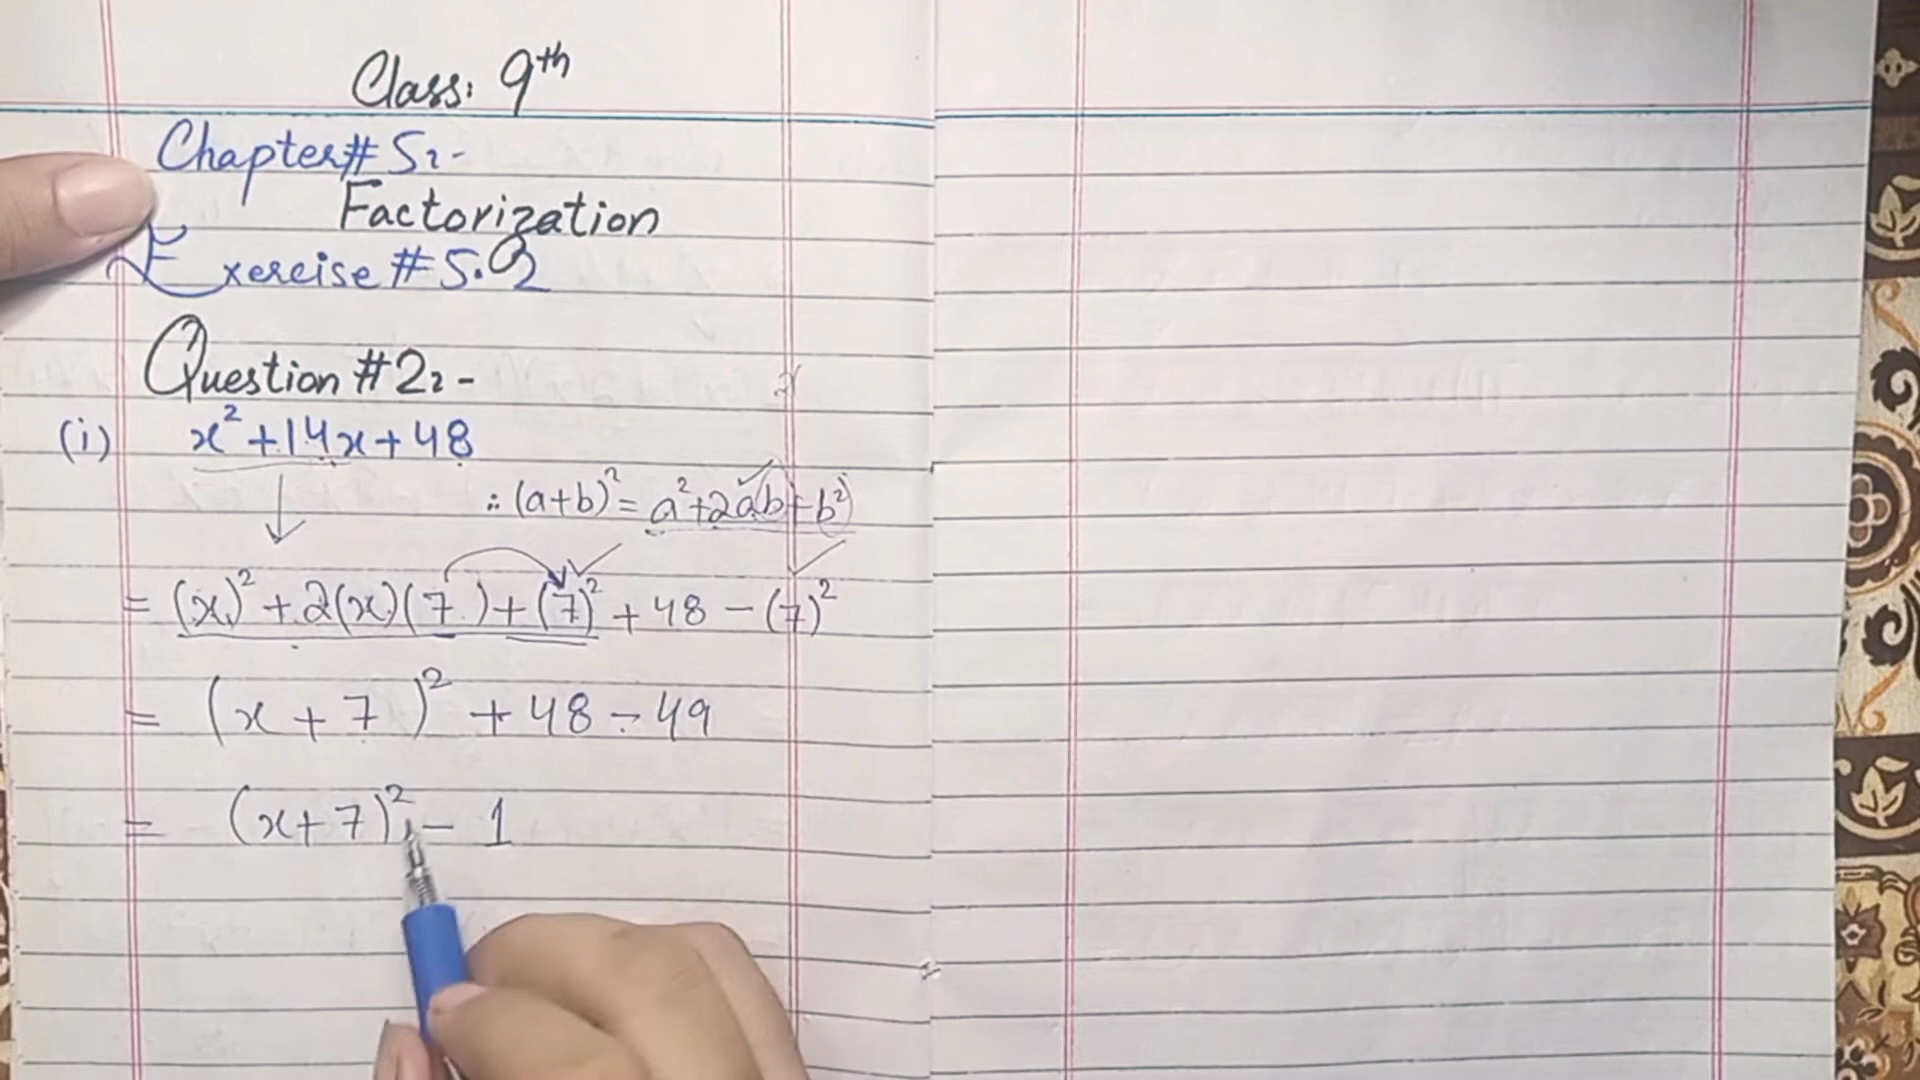 Class: 9th
Chapter# 5:-
Factorization
Exercise # 5.2
Question #2:-
(i) x² + 14x + 48
∴ (a+b)² = a² + 2ab + b²
= (x)² + 2(x)(7) + (7)² + 48 - (7)²
= (x + 7)² + 48 - 49
= (x+7)² - 1